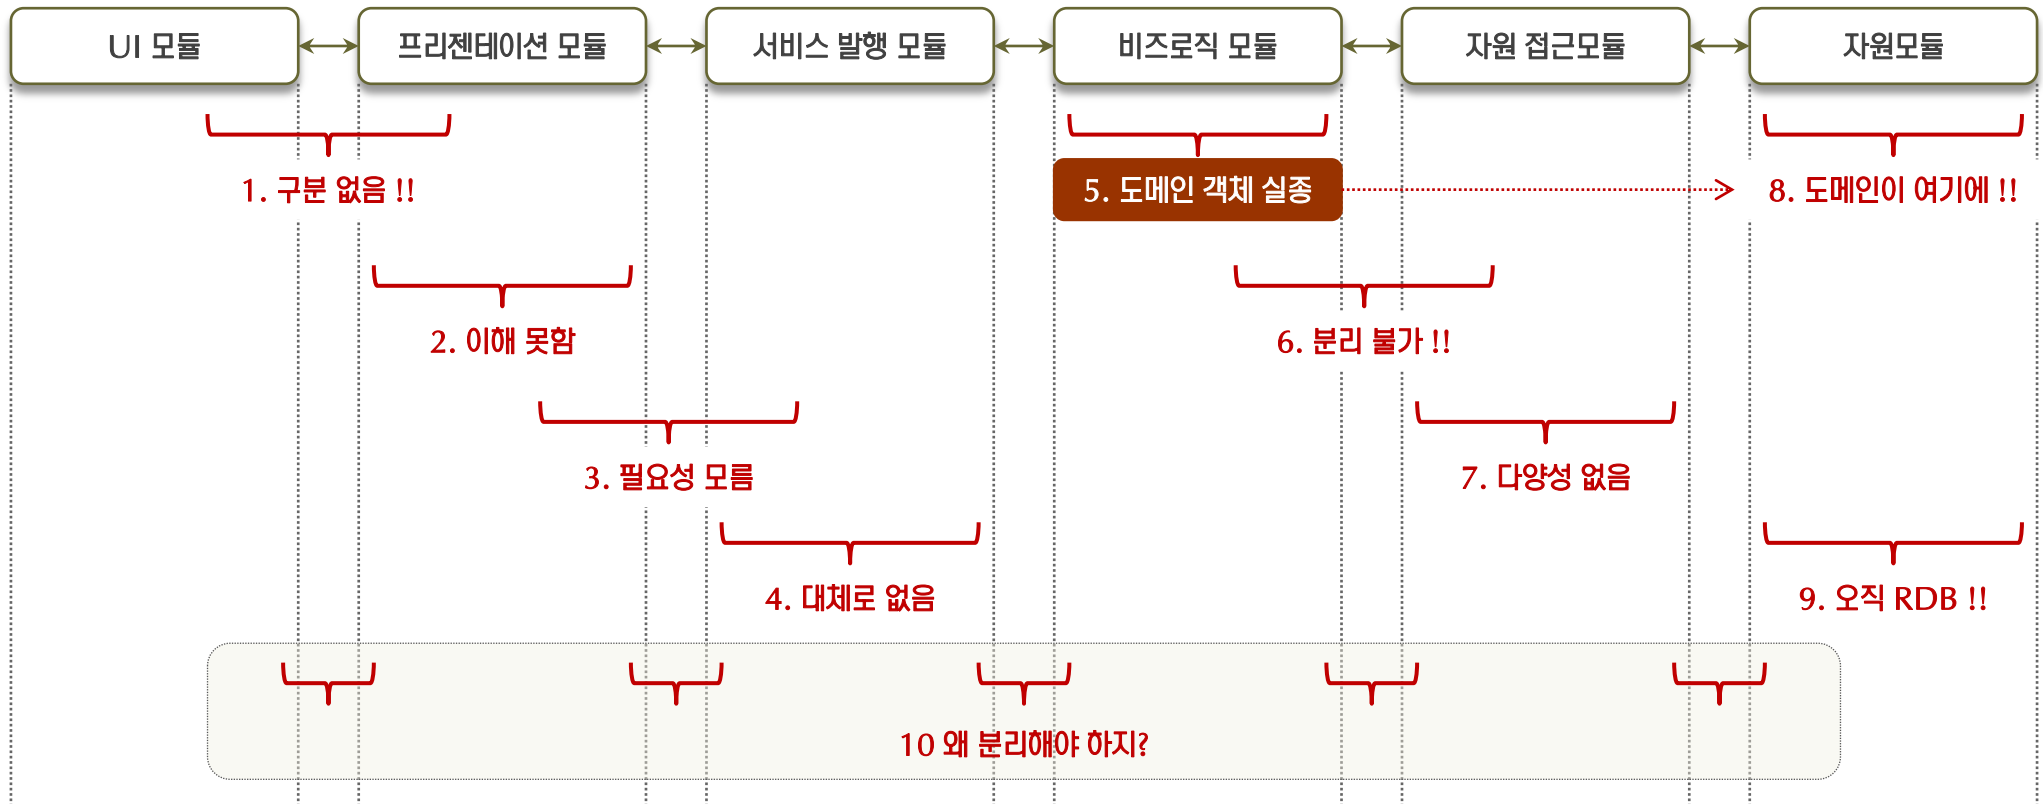 UI 모듈
프리젠테이션 모듈
서비스 발행 모듈
비즈로직 모듈
자원 접근모듈
자원모듈
1. 구분 없음 !!
5. 도메인 객체 실종
8. 도메인이 여기에 !!
2. 이해 못함
6. 분리 불가 !!
3. 필요성 모름
7. 다양성 없음
4. 대체로 없음
9. 오직 RDB !!
10 왜 분리해야 하지?